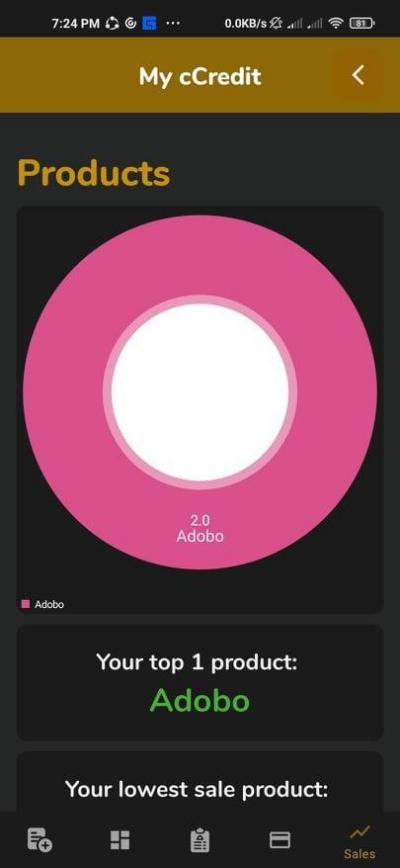 7:24 PM ... 0.0KB/s 81
My cCredit
Products
2.0
Adobo
Adobo
Your top 1 product:
Adobo
Your lowest sale product:
Sales